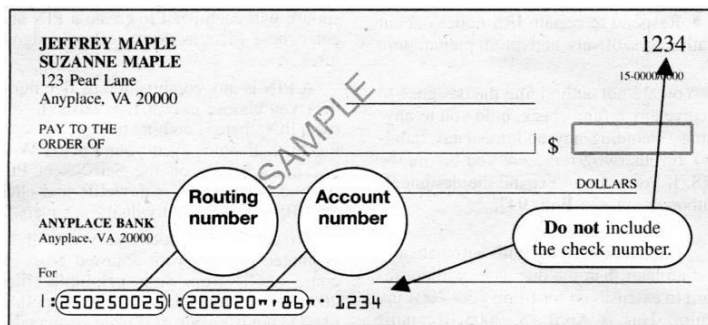 JEFFREY MAPLE
SUZANNE MAPLE
123 Pear Lane
Anyplace, VA 20000
1234
15-00000/0000
PAY TO THE
ORDER OF
$
SAMPLE
DOLLARS
Routing
number
Account
number
ANYPLACE BANK
Anyplace, VA 20000
Do not include
the check number.
For
|:250250025|:202020"'86"' 1234